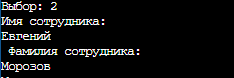 Выбор: 2
Имя сотрудника:
Евгений
 Фамилия сотрудника:
Морозов